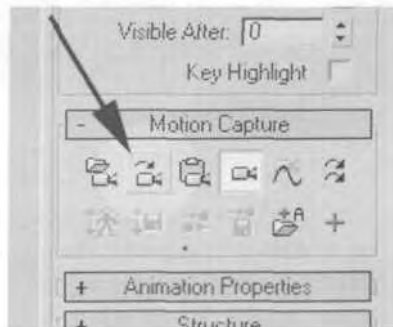 Visible After: 0
Key Highlight
- Motion Capture
+ Animation Properties
+ Structure